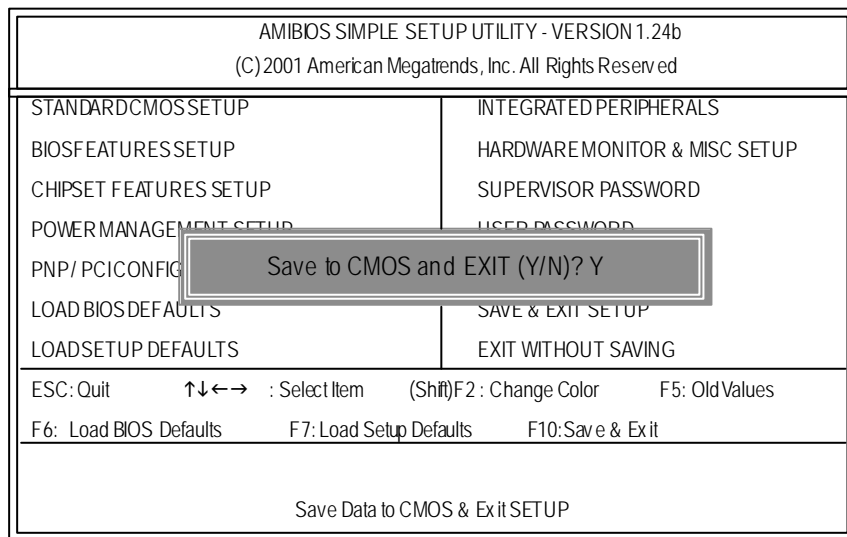 AMIBIOS SIMPLE SETUP UTILITY - VERSION 1.24b
(C) 2001 American Megatrends, Inc. All Rights Reserved
STANDARD CMOS SETUP
INTEGRATED PERIPHERALS
BIOS FEATURES SETUP
HARDWARE MONITOR & MISC SETUP
CHIPSET FEATURES SETUP
SUPERVISOR PASSWORD
POWER MANAGEMENT SETUP
USER PASSWORD
PNP / PCI CONFIG
Save to CMOS and EXIT (Y/N)? Y
LOAD BIOS DEFAULTS
SAVE & EXIT SETUP
LOAD SETUP DEFAULTS
EXIT WITHOUT SAVING
ESC: Quit ↑↓←→ : Select Item (Shift)F2 : Change Color F5: Old Values
F6: Load BIOS Defaults F7: Load Setup Defaults F10: Save & Exit
Save Data to CMOS & Exit SETUP